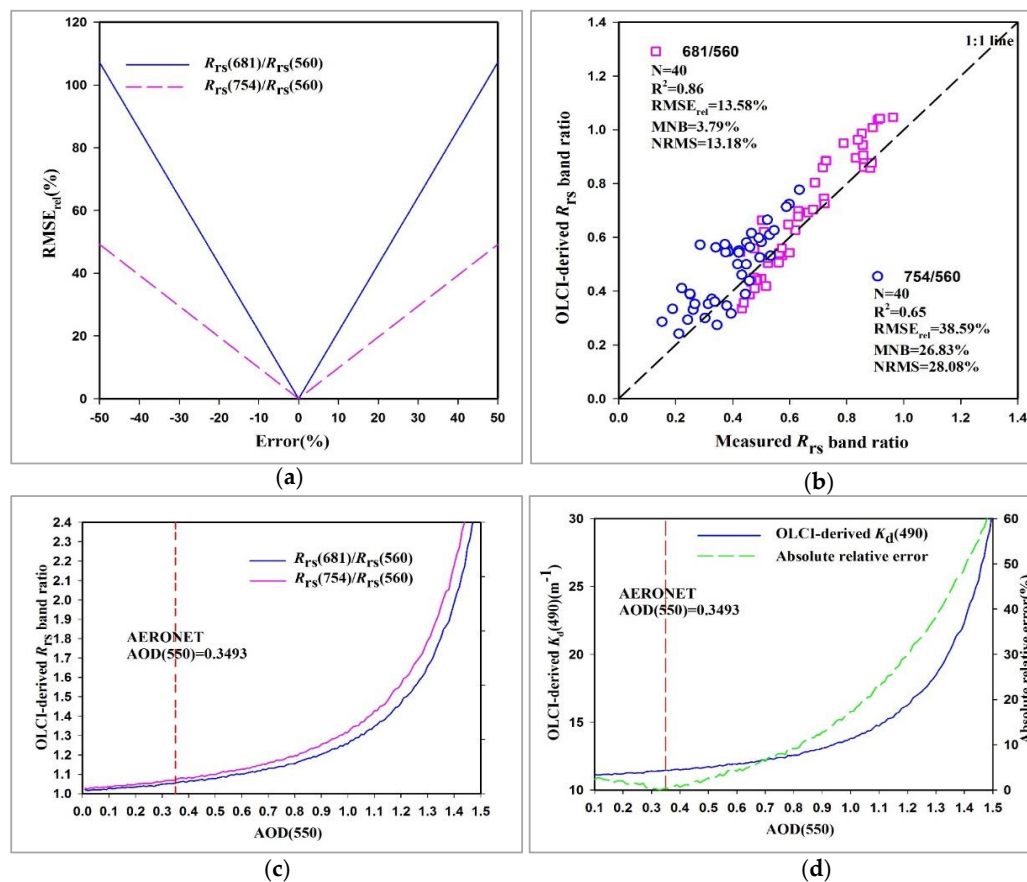 120
100
80
60
40
20
0
-50 -40 -30 -20 -10 0 10 20 30 40 50
RMSErel(%)
Error(%)
Rrs(681)/Rrs(560)
Rrs(754)/Rrs(560)
(a)
1.4
1.2
1.0
0.8
0.6
0.4
0.2
0.0
0.0 0.2 0.4 0.6 0.8 1.0 1.2 1.4
OLCI-derived Rrs band ratio
Measured Rrs band ratio
1:1 line
681/560
N=40
R²=0.86
RMSErel=13.58%
MNB=3.79%
NRMS=13.18%
754/560
N=40
R²=0.65
RMSErel=38.59%
MNB=26.83%
NRMS=28.08%
(b)
2.4
2.3
2.2
2.1
2.0
1.9
1.8
1.7
1.6
1.5
1.4
1.3
1.2
1.1
1.0
0.0 0.1 0.2 0.3 0.4 0.5 0.6 0.7 0.8 0.9 1.0 1.1 1.2 1.3 1.4 1.5
OLCI-derived Rrs band ratio
AOD(550)
Rrs(681)/Rrs(560)
Rrs(754)/Rrs(560)
AERONET
AOD(550)=0.3493
(c)
30
25
20
15
10
60
50
40
30
20
10
0
0.1 0.2 0.3 0.4 0.5 0.6 0.7 0.8 0.9 1.0 1.1 1.2 1.3 1.4 1.5
OLCI-derived Kd(490)(m⁻¹)
Absolute relative error(%)
AOD(550)
OLCI-derived Kd(490)
Absolute relative error
AERONET
AOD(550)=0.3493
(d)